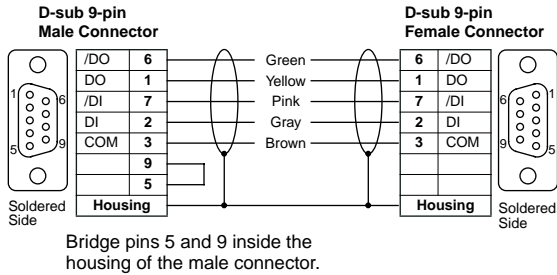 D-sub 9-pin
Male Connector
D-sub 9-pin
Female Connector
/DO 6 Green 6 /DO
DO 1 Yellow 1 DO
/DI 7 Pink 7 /DI
DI 2 Gray 2 DI
COM 3 Brown 3 COM
9
5
Housing
Housing
1
6
5
9
6
1
9
5
Soldered
Side
Soldered
Side
Bridge pins 5 and 9 inside the
housing of the male connector.